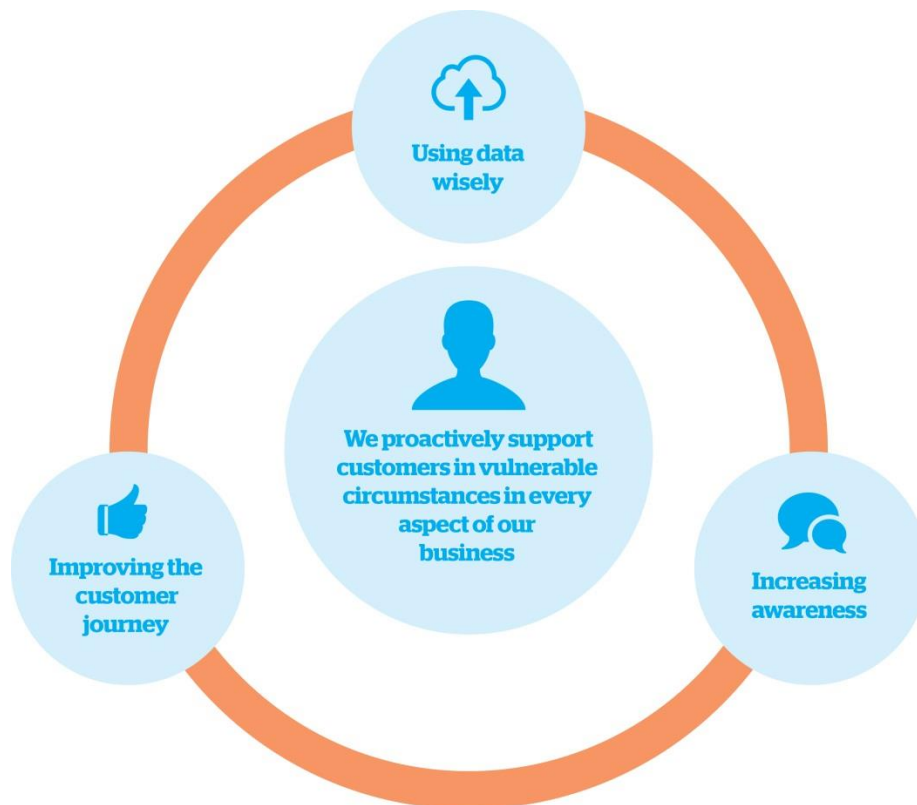 Using data
wisely
We proactively support
customers in vulnerable
circumstances in every
aspect of our
business
Improving the
customer
journey
Increasing
awareness